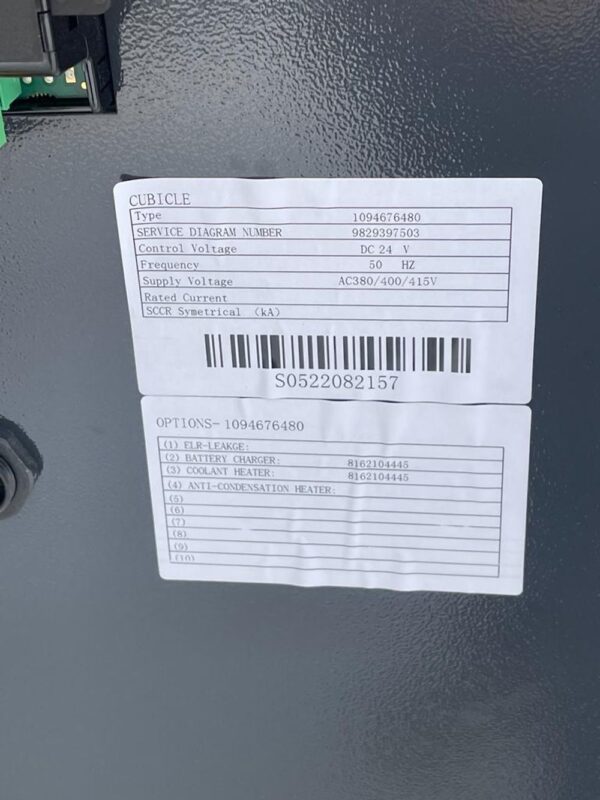 CUBICLE
Type 1094676480
SERVICE DIAGRAM NUMBER 9829397503
Control Voltage DC 24 V
Frequency 50 HZ
Supply Voltage AC380/400/415V
Rated Current
SCCR Symetrical (kA)
S0522082157
OPTIONS- 1094676480
(1) ELR-LEAKGE:
(2) BATTERY CHARGER: 8162104445
(3) COOLANT HEATER: 8162104445
(4) ANTI-CONDENSATION HEATER:
(5)
(6)
(7)
(8)
(9)
(10)